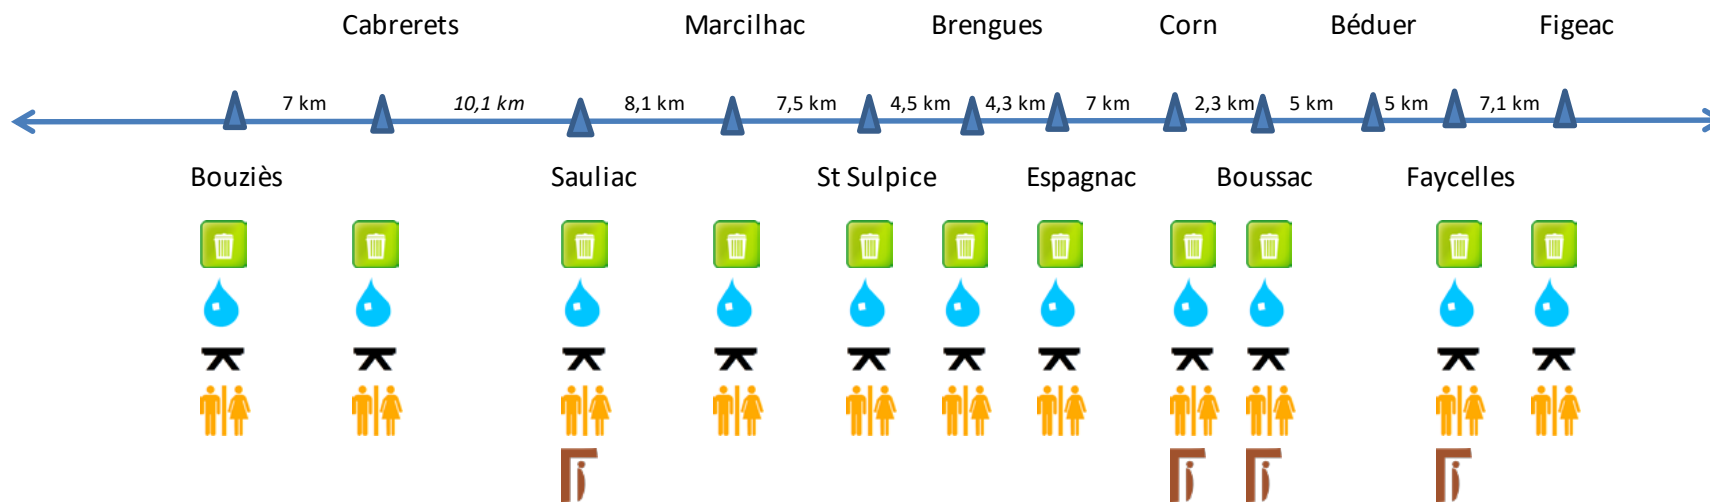 Cabrerets Marcilhac Brengues Corn Béduer Figeac
7 km 10,1 km 8,1 km 7,5 km 4,5 km 4,3 km 7 km 2,3 km 5 km 5 km 7,1 km
Bouziès Sauliac St Sulpice Espagnac Boussac Faycelles